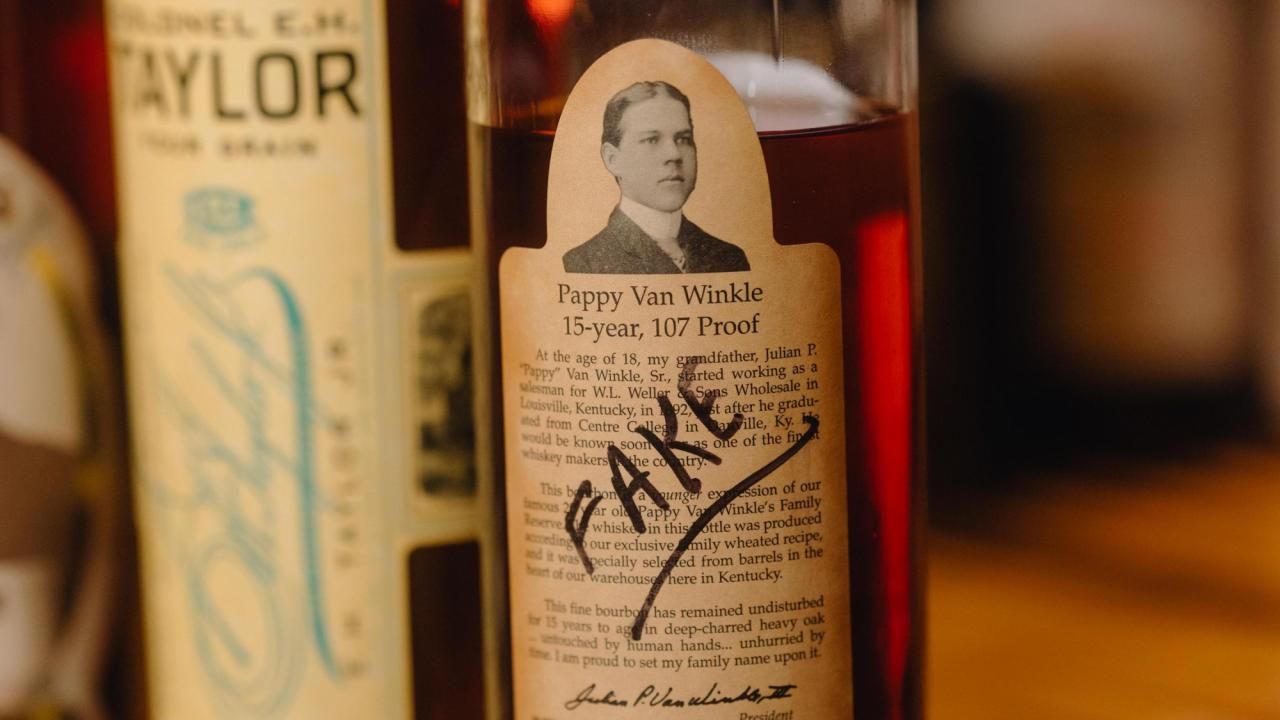 COLONEL E.H.
TAYLOR
FOUR GRAIN
Pappy Van Winkle
15-year, 107 Proof
At the age of 18, my grandfather, Julian P.
"Pappy" Van Winkle, Sr., started working as a
salesman for W.L. Weller & Sons Wholesale in
Louisville, Kentucky, in 1892, just after he gradu-
ated from Centre College in Danville, Ky. He
would be known soon after as one of the finest
whiskey makers in the country.
This bourbon is a younger expression of our
famous 20 year old Pappy Van Winkle's Family
Reserve. The whiskey in this bottle was produced
according to our exclusive family wheated recipe,
and it was specially selected from barrels in the
heart of our warehouses here in Kentucky.
This fine bourbon has remained undisturbed
for 15 years to age in deep-charred heavy oak
... untouched by human hands... unhurried by
time. I am proud to set my family name upon it.
Julian P. Van Winkle, III
President
FAKE